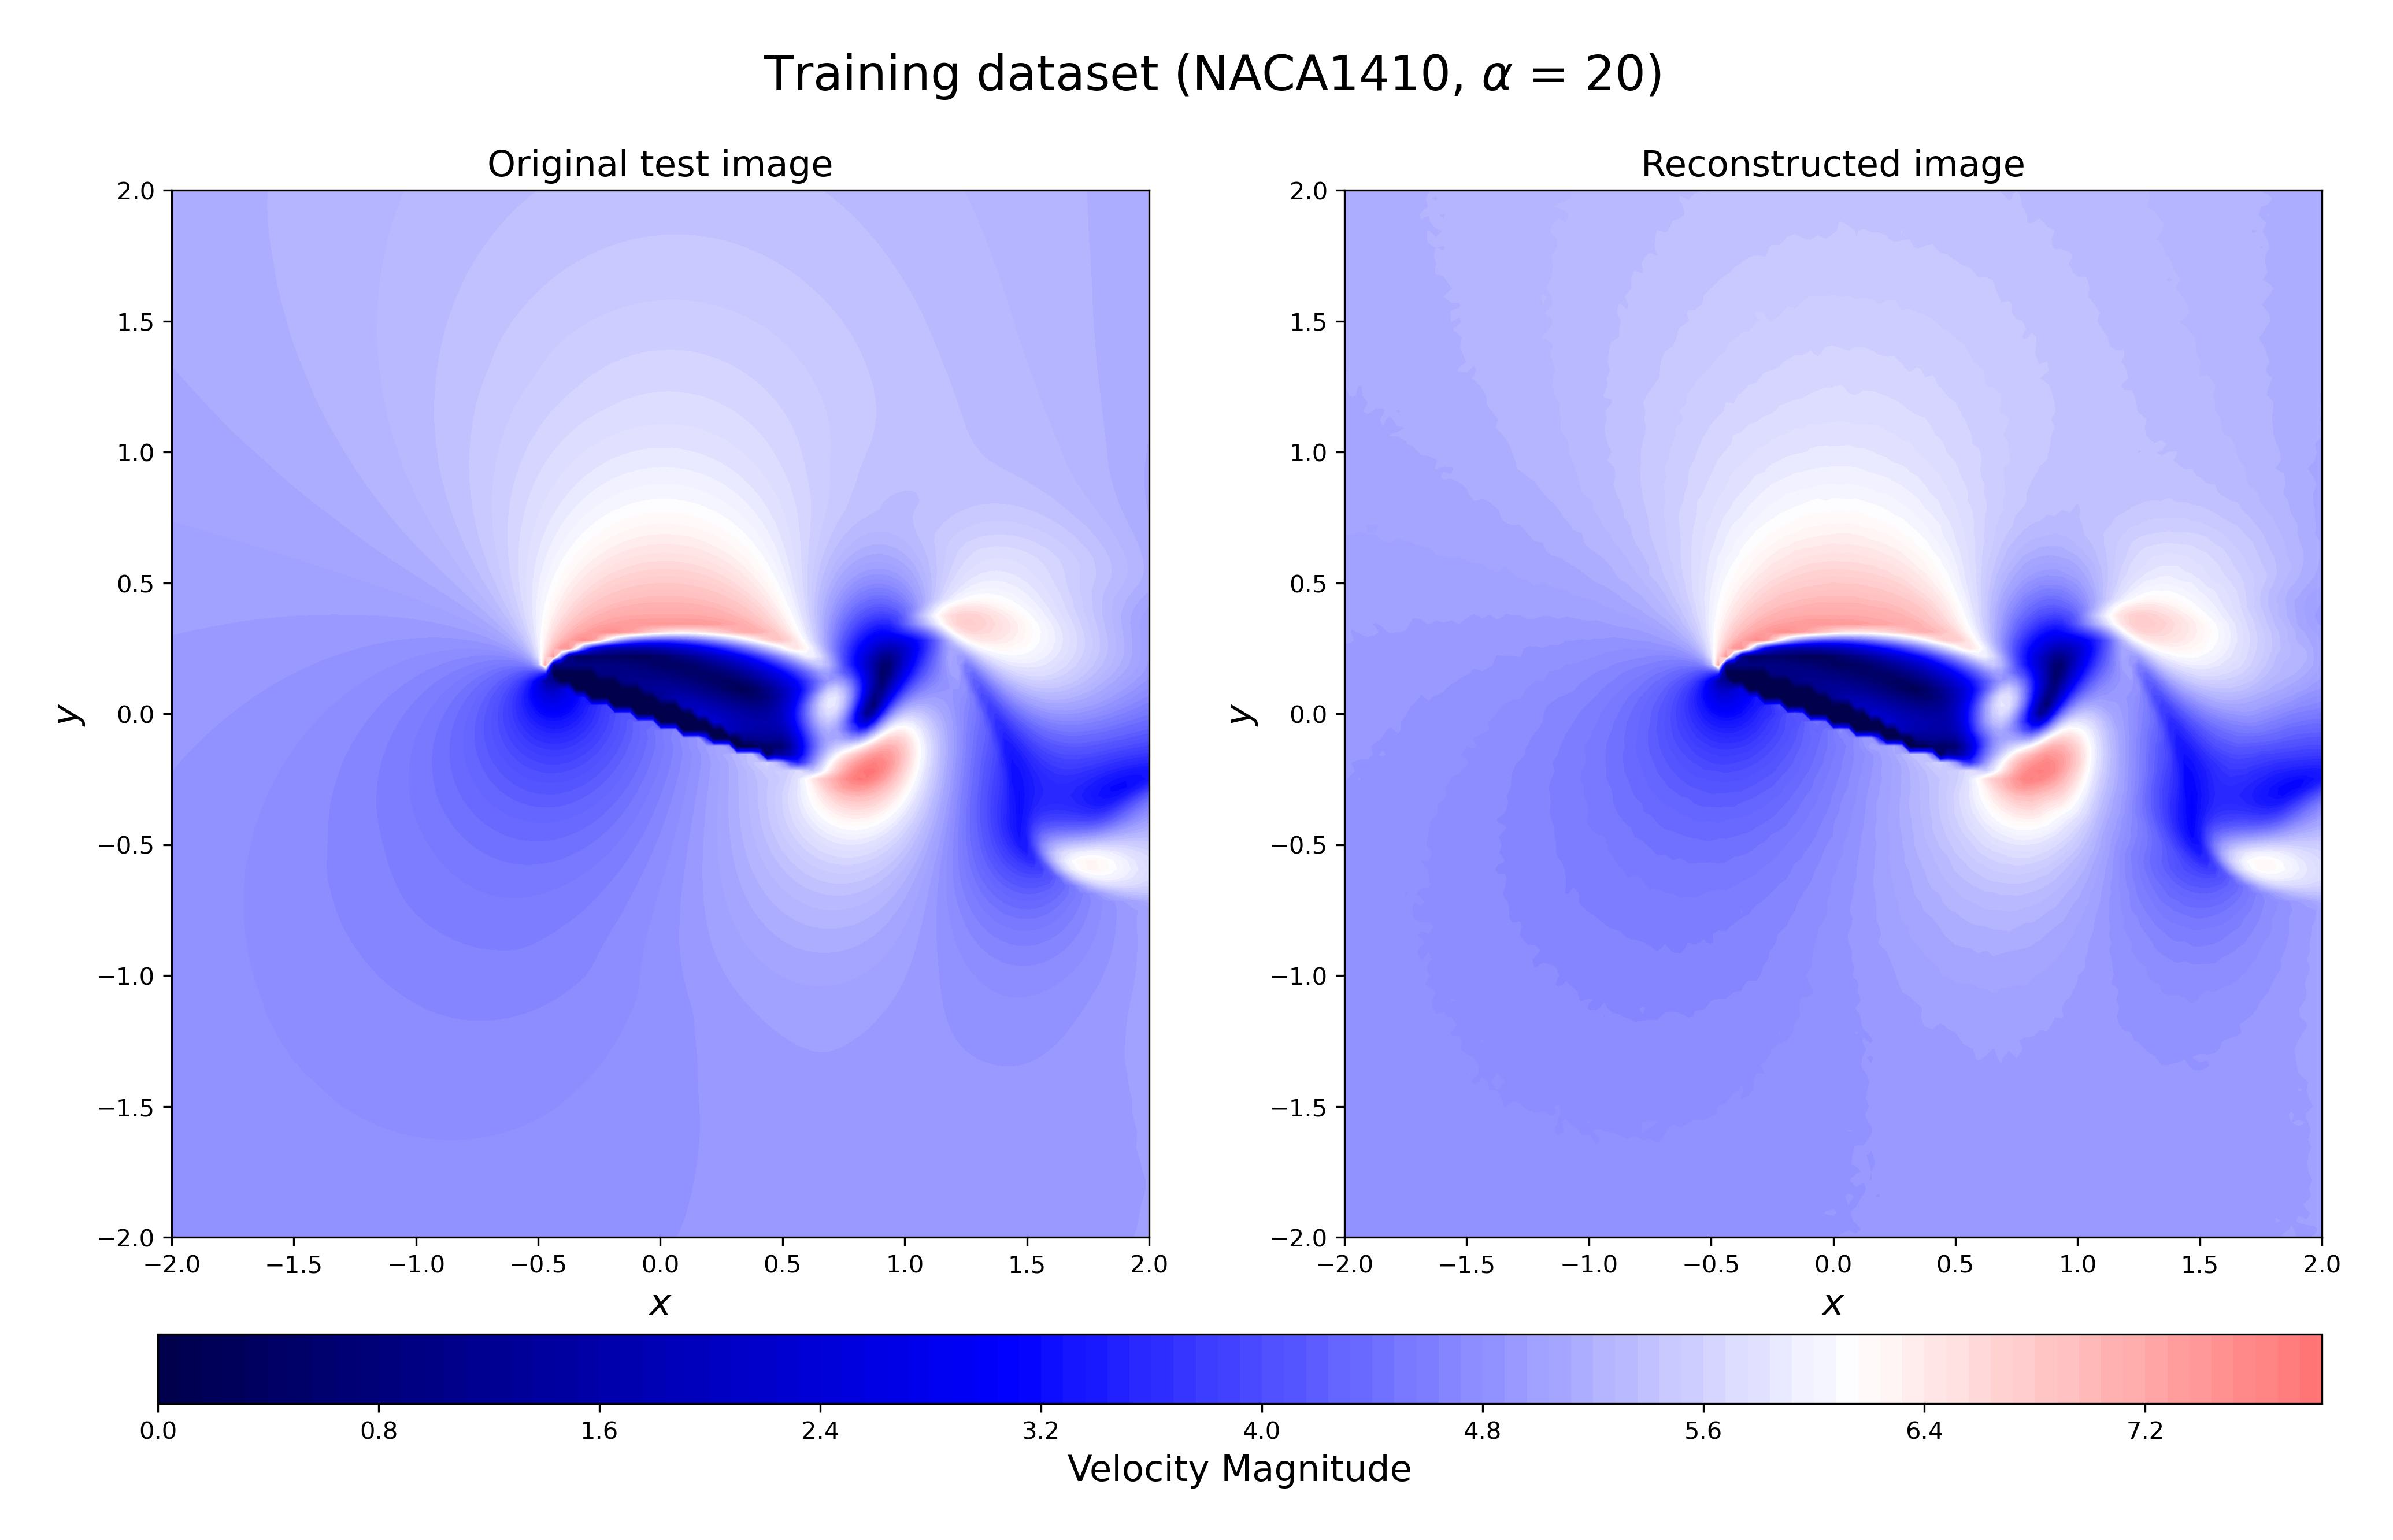 Training dataset (NACA1410, α = 20)
Original test image
Reconstructed image
2.0
1.5
1.0
0.5
0.0
−0.5
−1.0
−1.5
−2.0
y
−2.0 −1.5 −1.0 −0.5 0.0 0.5 1.0 1.5 2.0
x
2.0
1.5
1.0
0.5
0.0
−0.5
−1.0
−1.5
−2.0
y
−2.0 −1.5 −1.0 −0.5 0.0 0.5 1.0 1.5 2.0
x
0.0 0.8 1.6 2.4 3.2 4.0 4.8 5.6 6.4 7.2
Velocity Magnitude